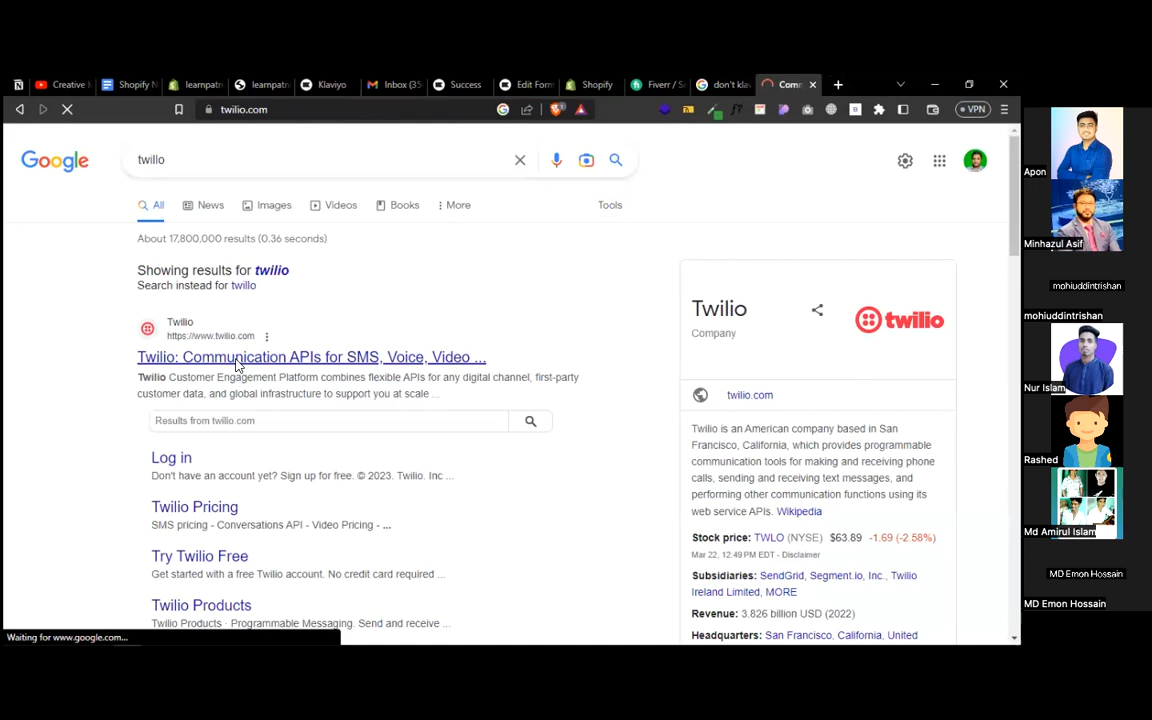 Creative
Shopify N
learnpatr
learnpatr
Klaviyo
Inbox (35
Success
Edit Form
Shopify
Fiverr / Se
don't kla
Com
twilio.com
VPN
Google
twillo
All
News
Images
Videos
Books
More
Tools
About 17,800,000 results (0.36 seconds)
Showing results for twilio
Search instead for twillo
Twilio
https://www.twilio.com
Twilio: Communication APIs for SMS, Voice, Video ...
Twilio Customer Engagement Platform combines flexible APIs for any digital channel, first-party
customer data, and global infrastructure to support you at scale ...
Results from twilio.com
Log in
Don't have an account yet? Sign up for free. © 2023. Twilio. Inc ...
Twilio Pricing
SMS pricing - Conversations API - Video Pricing - ...
Try Twilio Free
Get started with a free Twilio account. No credit card required ...
Twilio Products
Twilio Products · Programmable Messaging. Send and receive ...
Waiting for www.google.com...
Twilio
Company
twilio
twilio.com
Twilio is an American company based in San
Francisco, California, which provides programmable
communication tools for making and receiving phone
calls, sending and receiving text messages, and
performing other communication functions using its
web service APIs. Wikipedia
Stock price: TWLO (NYSE) $63.89 -1.69 (-2.58%)
Mar 22, 12:49 PM EDT - Disclaimer
Subsidiaries: SendGrid, Segment.io, Inc., Twilio
Ireland Limited, MORE
Revenue: 3.826 billion USD (2022)
Headquarters: San Francisco, California, United
Apon
Minhazul Asif
mohiuddintrishan
mohiuddintrishan
Nur Islam
Rashed
Md Amirul Islam
MD Emon Hossain
MD Emon Hossain